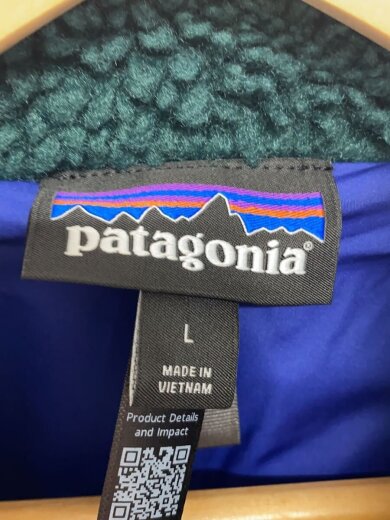 patagonia®
L
MADE IN
VIETNAM
Product Details
and Impact